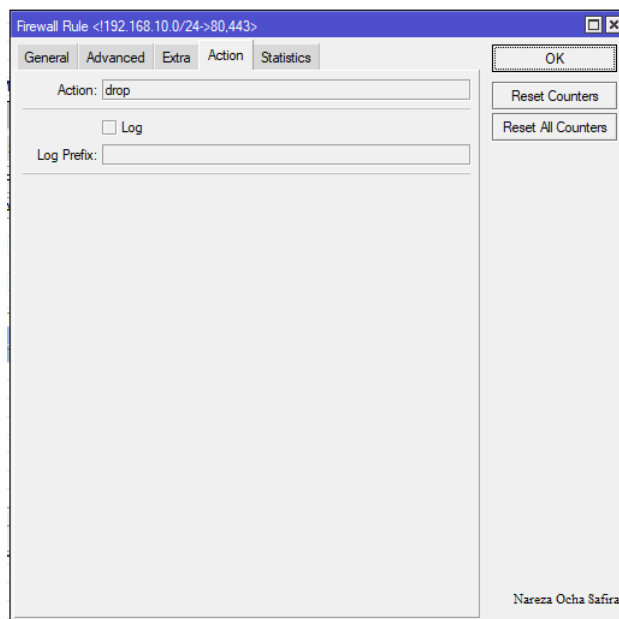 Firewall Rule <!192.168.10.0/24->80,443>
General Advanced Extra Action Statistics
OK
Action: drop
Reset Counters
Log
Reset All Counters
Log Prefix:
Nareza Ocha Safira